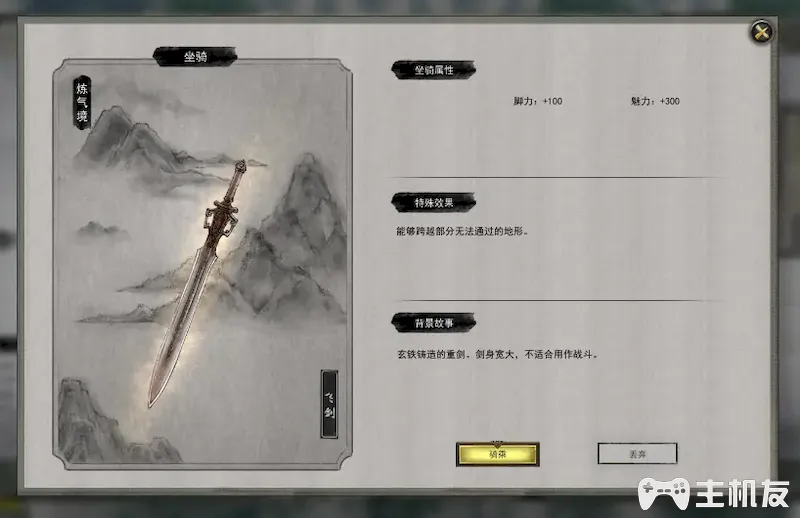 坐骑
炼气境
飞剑
坐骑属性
脚力：+100
魅力：+300
特殊效果
能够跨越部分无法通过的地形。
背景故事
玄铁铸造的重剑。剑身宽大，不适合用作战斗。
骑乘
丢弃
主机友